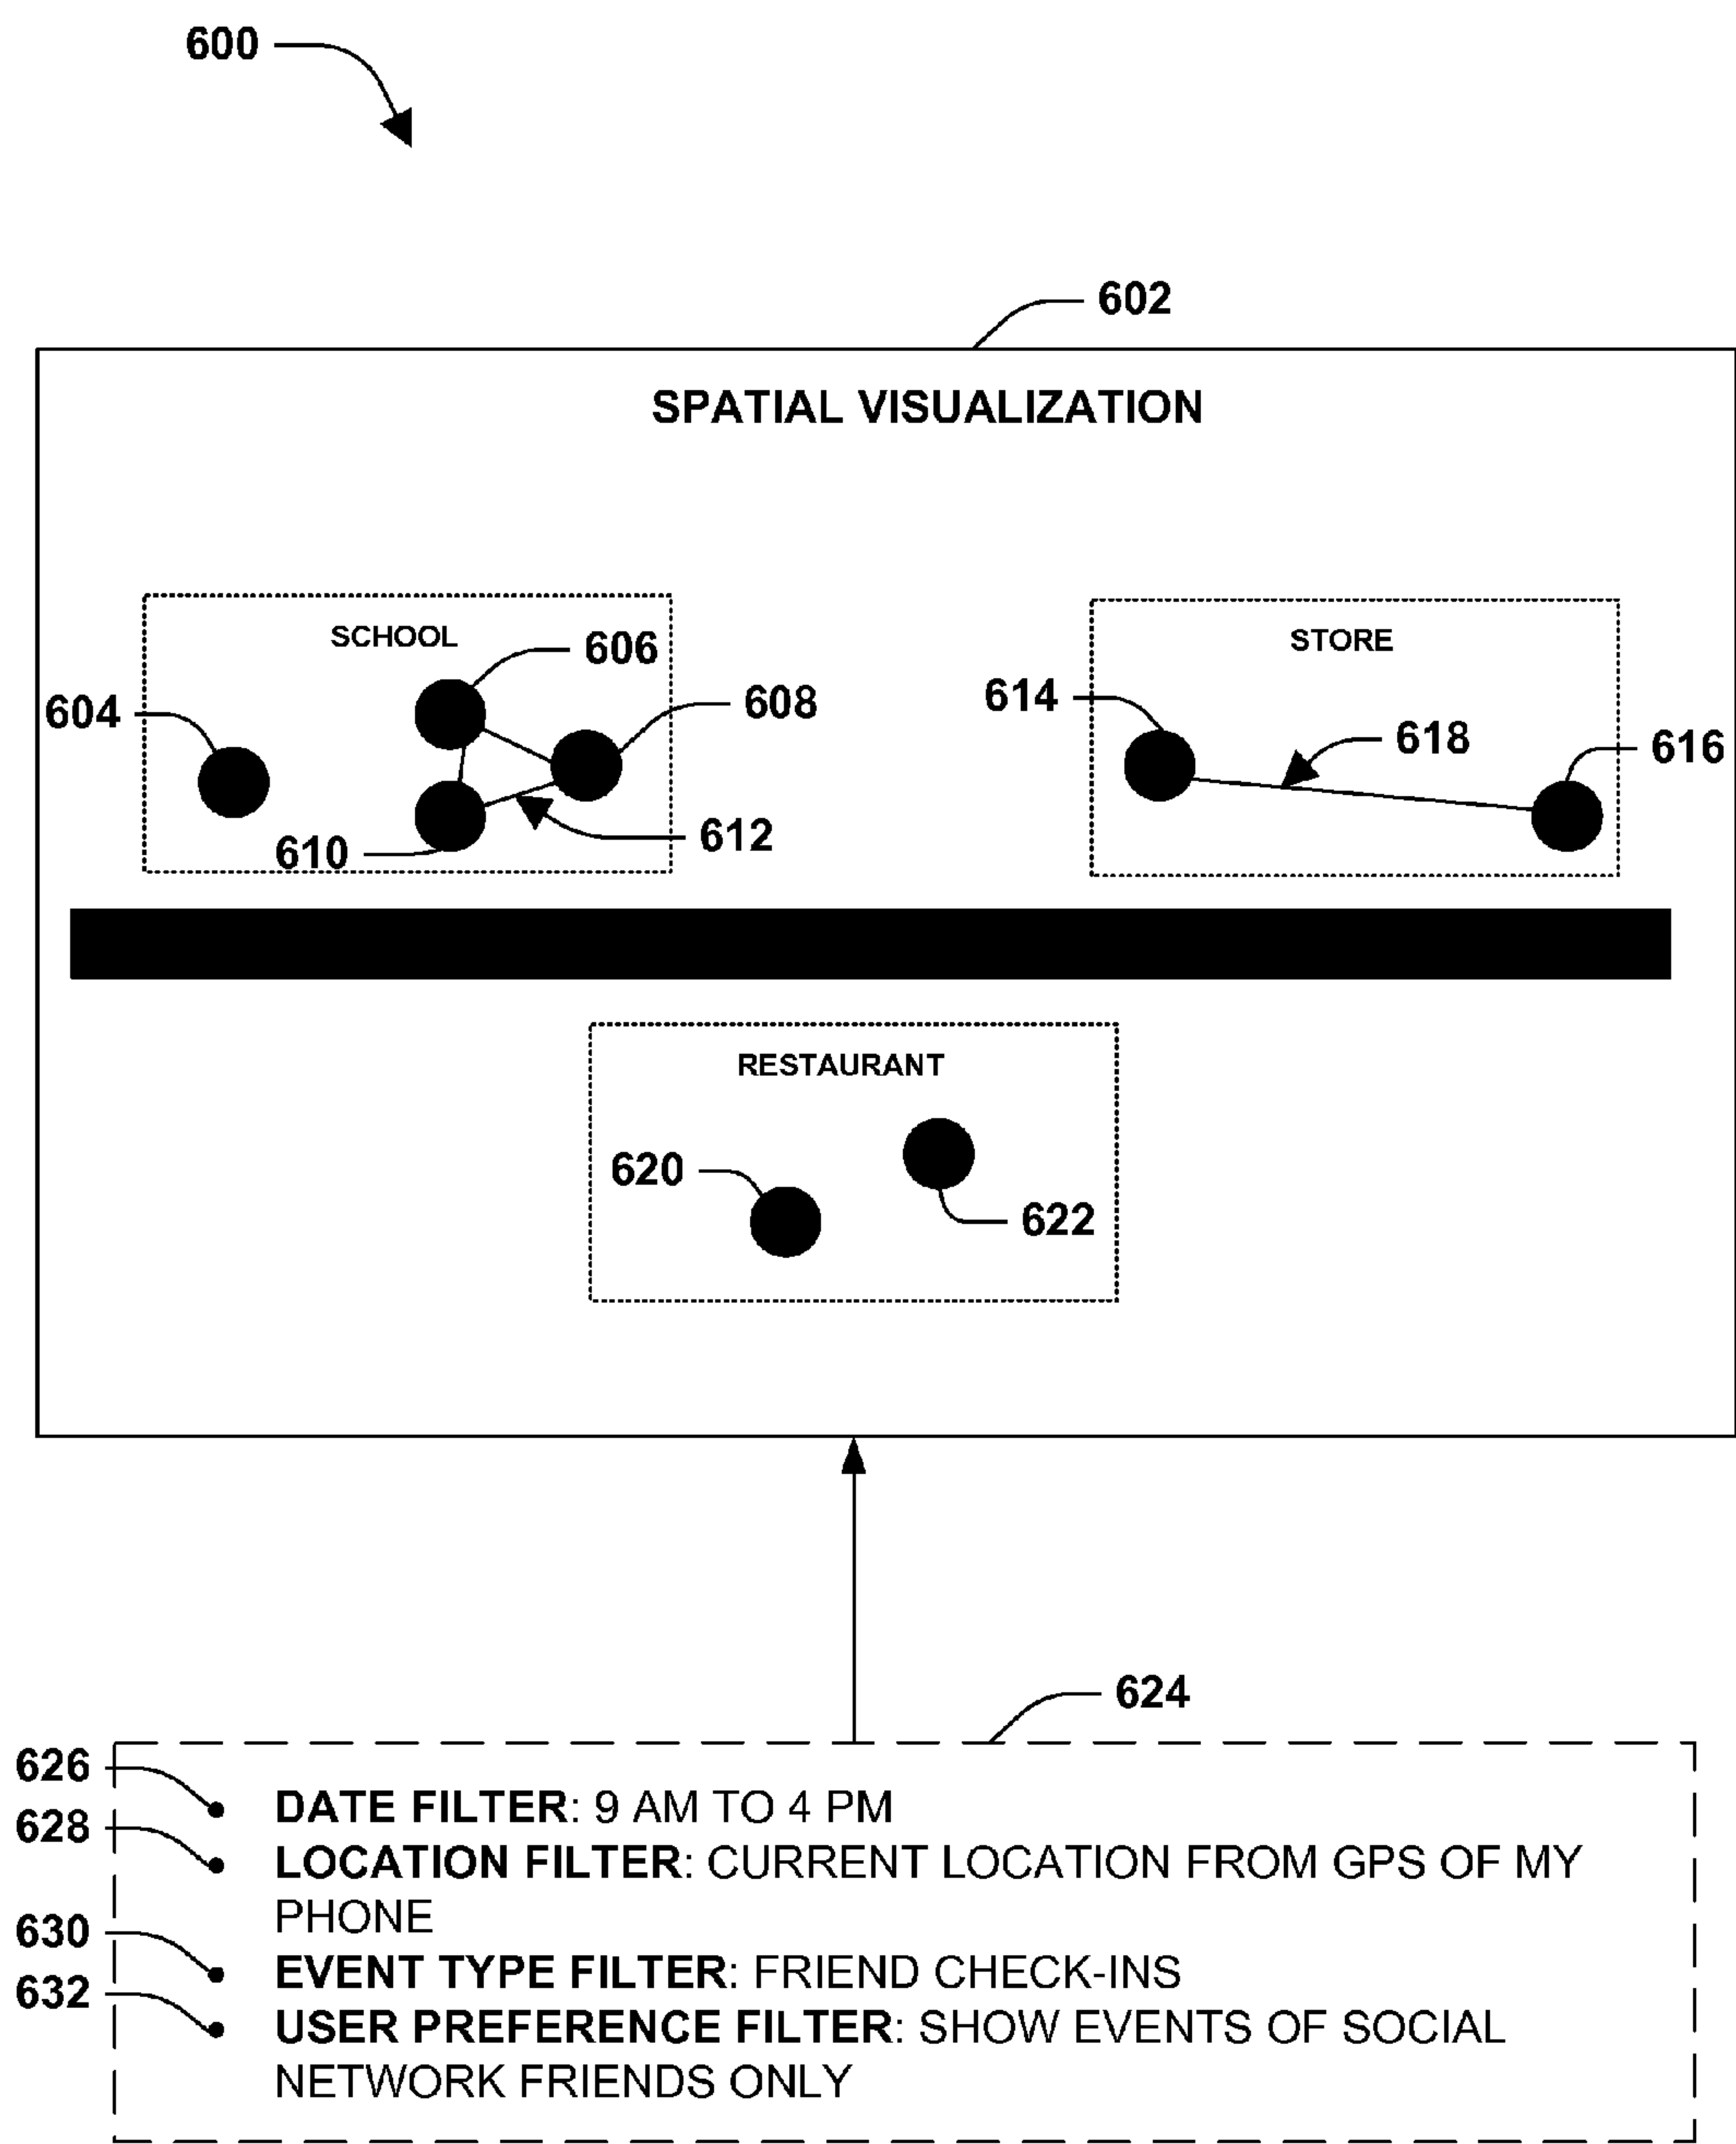 600
602
SPATIAL VISUALIZATION
SCHOOL
606
604
608
610
612
STORE
614
618
616
RESTAURANT
620
622
624
626
DATE FILTER: 9 AM TO 4 PM
628
LOCATION FILTER: CURRENT LOCATION FROM GPS OF MY
PHONE
630
EVENT TYPE FILTER: FRIEND CHECK-INS
632
USER PREFERENCE FILTER: SHOW EVENTS OF SOCIAL
NETWORK FRIENDS ONLY